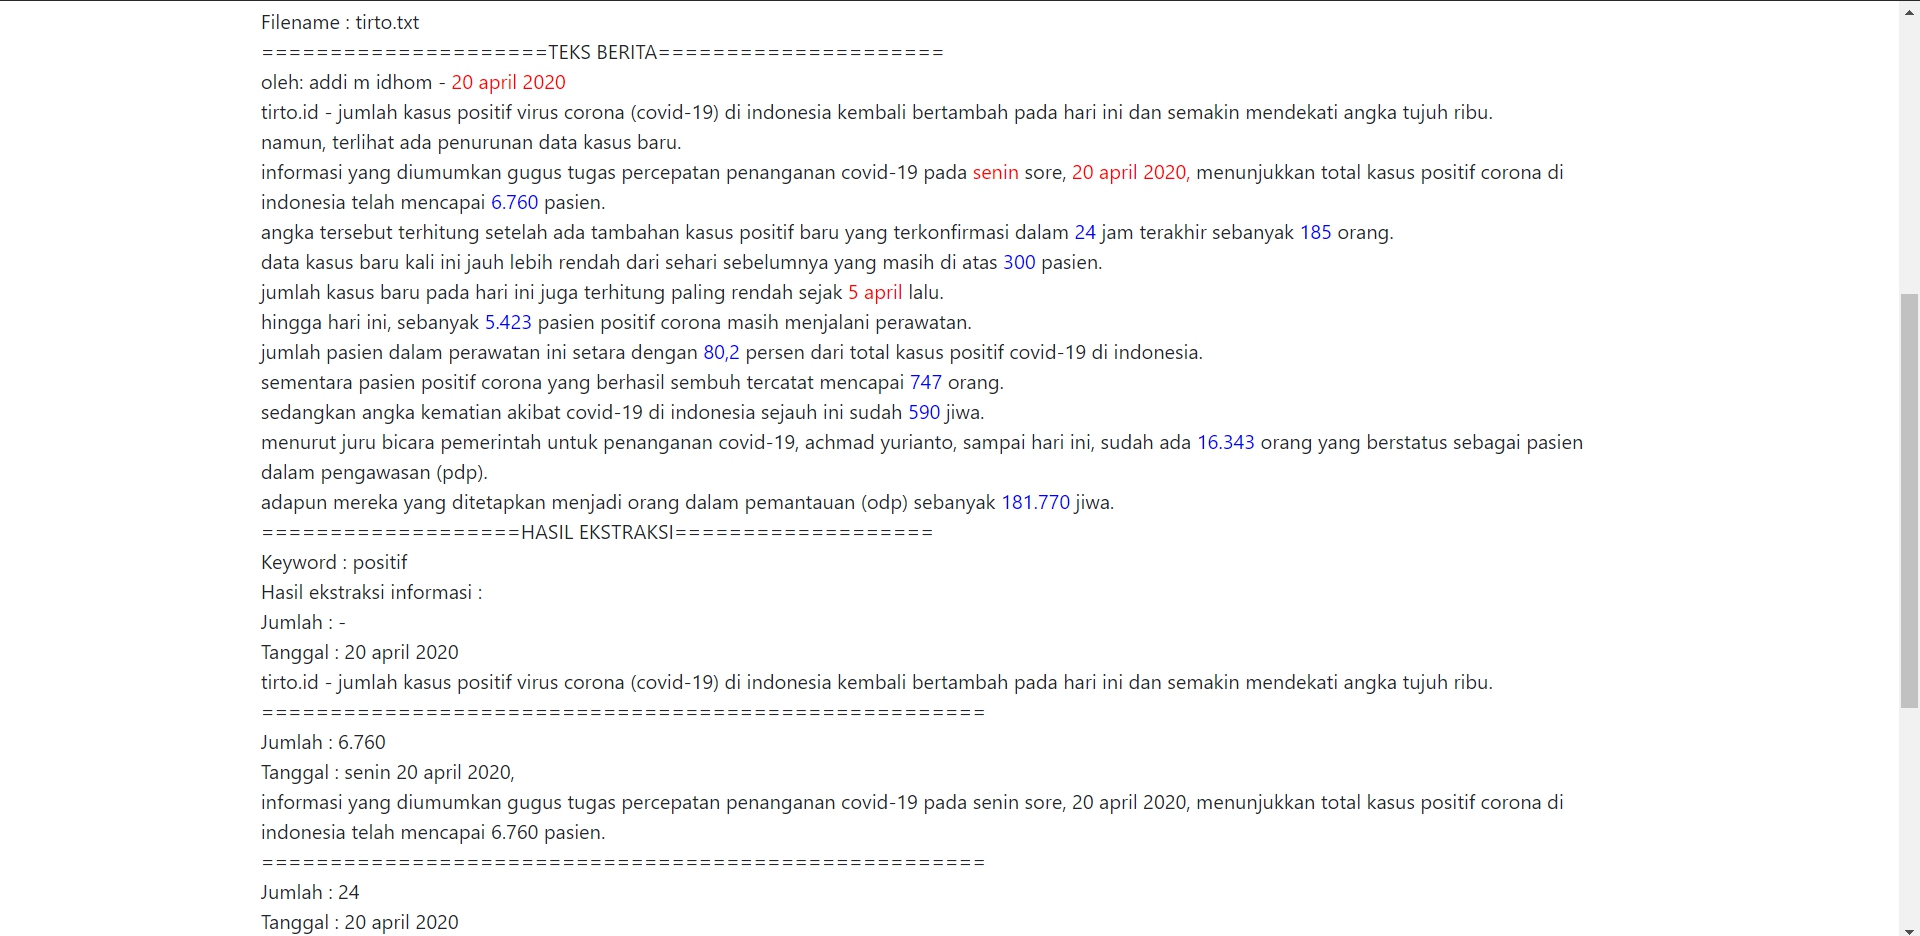 Filename : tirto.txt
=====================TEKS BERITA=====================
oleh: addi m idhom - 20 april 2020
tirto.id - jumlah kasus positif virus corona (covid-19) di indonesia kembali bertambah pada hari ini dan semakin mendekati angka tujuh ribu.
namun, terlihat ada penurunan data kasus baru.
informasi yang diumumkan gugus tugas percepatan penanganan covid-19 pada senin sore, 20 april 2020, menunjukkan total kasus positif corona di
indonesia telah mencapai 6.760 pasien.
angka tersebut terhitung setelah ada tambahan kasus positif baru yang terkonfirmasi dalam 24 jam terakhir sebanyak 185 orang.
data kasus baru kali ini jauh lebih rendah dari sehari sebelumnya yang masih di atas 300 pasien.
jumlah kasus baru pada hari ini juga terhitung paling rendah sejak 5 april lalu.
hingga hari ini, sebanyak 5.423 pasien positif corona masih menjalani perawatan.
jumlah pasien dalam perawatan ini setara dengan 80,2 persen dari total kasus positif covid-19 di indonesia.
sementara pasien positif corona yang berhasil sembuh tercatat mencapai 747 orang.
sedangkan angka kematian akibat covid-19 di indonesia sejauh ini sudah 590 jiwa.
menurut juru bicara pemerintah untuk penanganan covid-19, achmad yurianto, sampai hari ini, sudah ada 16.343 orang yang berstatus sebagai pasien
dalam pengawasan (pdp).
adapun mereka yang ditetapkan menjadi orang dalam pemantauan (odp) sebanyak 181.770 jiwa.
===================HASIL EKSTRAKSI===================
Keyword : positif
Hasil ekstraksi informasi :
Jumlah : -
Tanggal : 20 april 2020
tirto.id - jumlah kasus positif virus corona (covid-19) di indonesia kembali bertambah pada hari ini dan semakin mendekati angka tujuh ribu.
=====================================================
Jumlah : 6.760
Tanggal : senin 20 april 2020,
informasi yang diumumkan gugus tugas percepatan penanganan covid-19 pada senin sore, 20 april 2020, menunjukkan total kasus positif corona di
indonesia telah mencapai 6.760 pasien.
=====================================================
Jumlah : 24
Tanggal : 20 april 2020